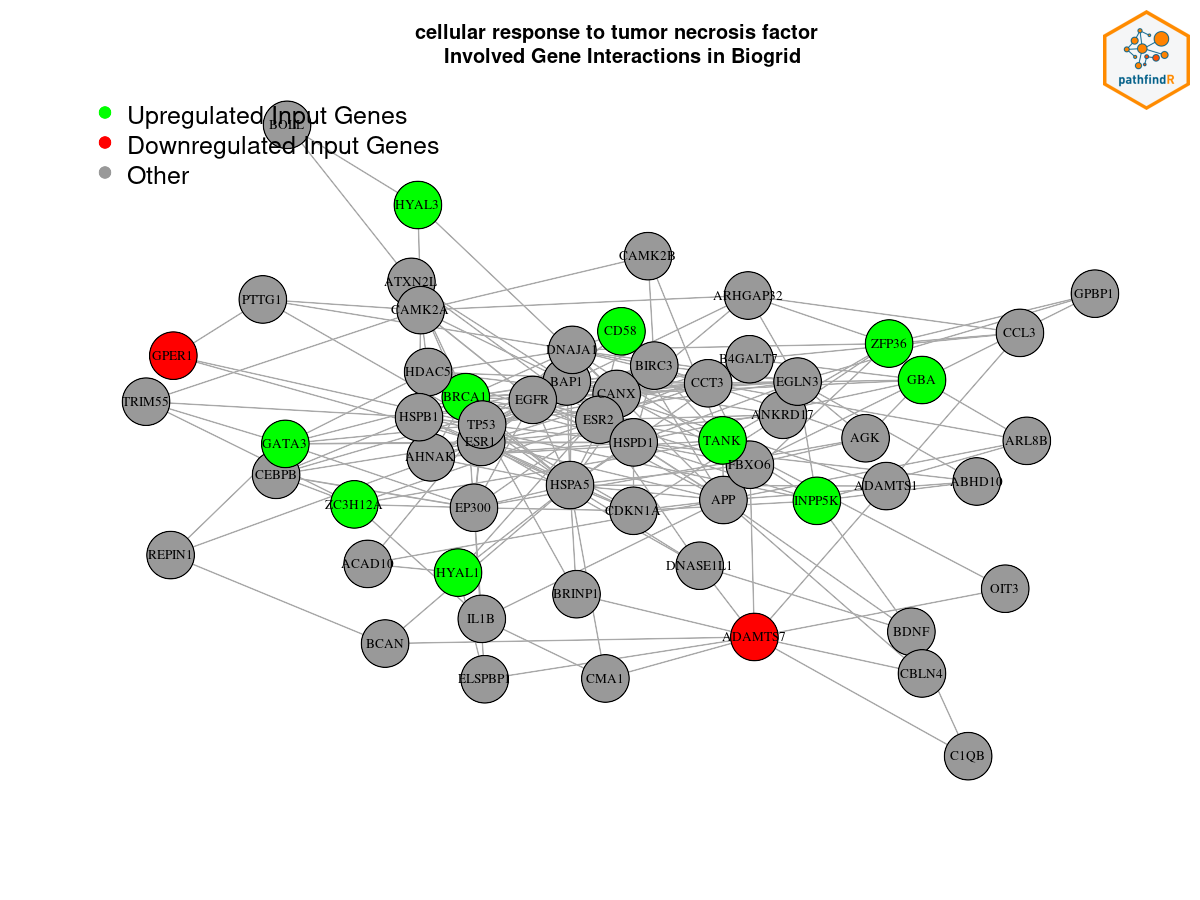 cellular response to tumor necrosis factor
Involved Gene Interactions in Biogrid
pathfindR
Upregulated Input Genes
Downregulated Input Genes
Other
HYAL3
CAMK2B
ATXN2L
PTTG1
CAMK2A
ARHGAP32
GPBP1
CCL3
CD58
ZFP36
GPER1
DNAJA1
BIRC3
B4GALT7
HDAC5
BAP1
CCT3
EGLN3
GBA
TRIM55
BRCA1
EGFR
CANX
HSPB1
TP53
ESR2
ANKRD17
GATA3
ESR1
HSPD1
TANK
AGK
ARL8B
AHNAK
CEBPB
FBXO6
HSPA5
ADAMTS1
ABHD10
ZC3H12A
EP300
CDKN1A
APP
INPP5K
REPIN1
ACAD10
HYAL1
DNASE1L1
OIT3
BRINP1
IL1B
BCAN
ADAMTS7
BDNF
ELSPBP1
CMA1
CBLN4
C1QB